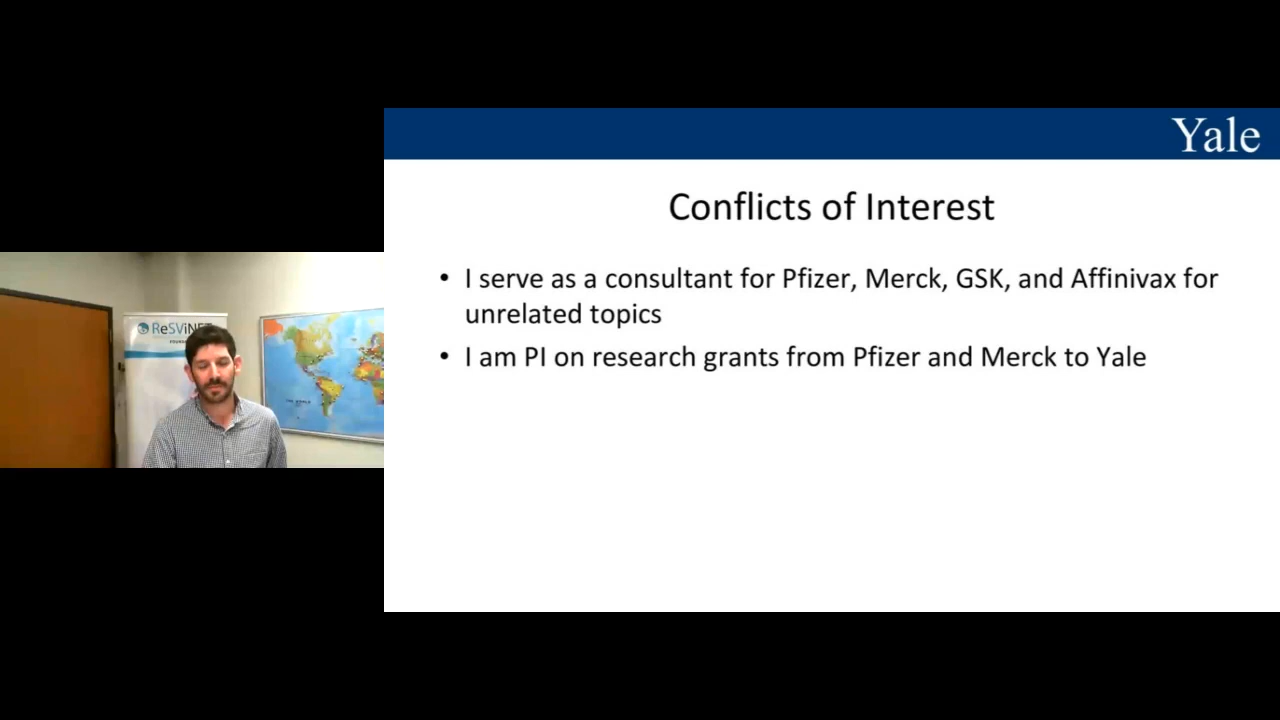 Yale
Conflicts of Interest
• I serve as a consultant for Pfizer, Merck, GSK, and Affinivax for
unrelated topics
• I am PI on research grants from Pfizer and Merck to Yale
ReSViNET